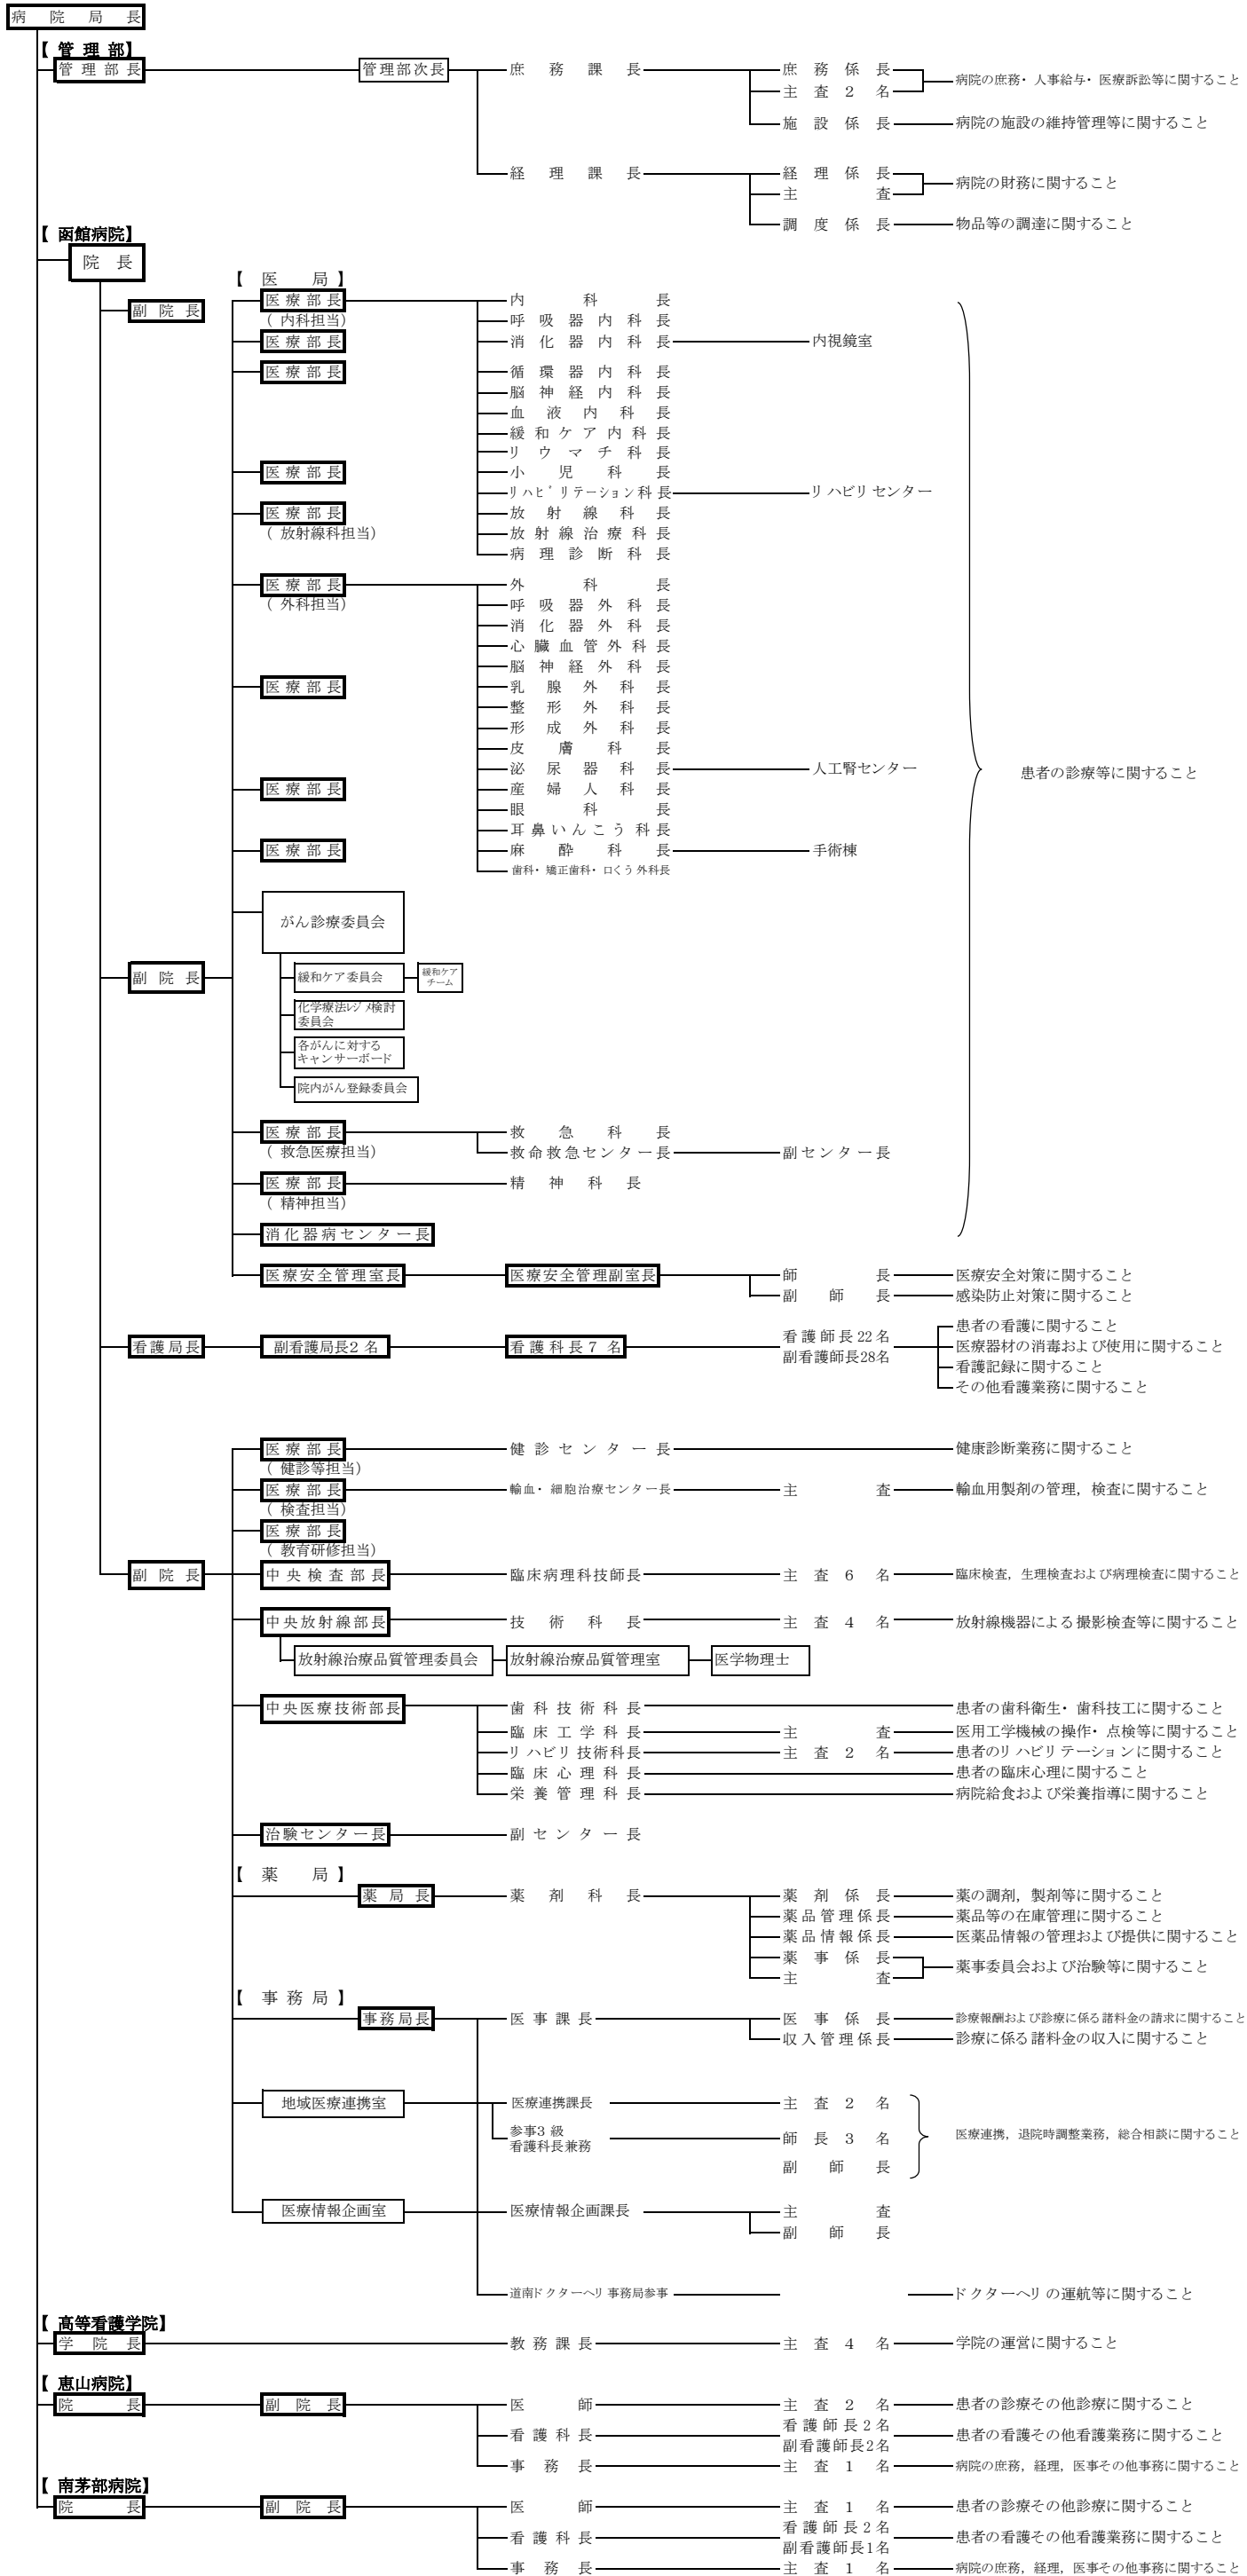 病院局長
【管理部】
管理部長 管理部次長 庶務課長 庶務係長 病院の庶務・人事給与・医療訴訟等に関すること
主査2名
施設係長 病院の施設の維持管理等に関すること
経理課長 経理係長 病院の財務に関すること
主査
調度係長 物品等の調達に関すること
【函館病院】
院長
【医局】
副院長 医療部長 内科長
(内科担当) 呼吸器内科長
医療部長 消化器内科長 内視鏡室
医療部長 循環器内科長
脳神経内科長
血液内科長
緩和ケア内科長
リウマチ科長
医療部長 小児科長
リハビリテーション科長 リハビリセンター
医療部長 放射線科長
(放射線科担当) 放射線治療科長
病理診断科長
医療部長 外科長
(外科担当) 呼吸器外科長
消化器外科長
心臓血管外科長
脳神経外科長
医療部長 乳腺外科長
整形外科長
形成外科長
皮膚科長
泌尿器科長 人工腎センター 患者の診療等に関すること
医療部長 産婦人科長
眼科長
耳鼻いんこう科長
医療部長 麻酔科長 手術棟
歯科・矯正歯科・口くう外科長
がん診療委員会
副院長 緩和ケア委員会 緩和ケア
チーム
化学療法レジメ検討
委員会
各がんに対する
キャンサーボード
院内がん登録委員会
医療部長 救急科長
(救急医療担当) 救命救急センター長 副センター長
医療部長 精神科長
(精神担当)
消化器病センター長
医療安全管理室長 医療安全管理副室長 師長 医療安全対策に関すること
副師長 感染防止対策に関すること
看護局長 副看護局長2名 看護科長7名 看護師長22名 患者の看護に関すること
副看護師長28名 医療器材の消毒および使用に関すること
看護記録に関すること
その他看護業務に関すること
医療部長 健診センター長 健康診断業務に関すること
(健診等担当)
医療部長 輸血・細胞治療センター長 主査 輸血用製剤の管理，検査に関すること
(検査担当)
医療部長
(教育研修担当)
副院長 中央検査部長 臨床病理科技師長 主査6名 臨床検査，生理検査および病理検査に関すること
中央放射線部長 技術科長 主査4名 放射線機器による撮影検査等に関すること
放射線治療品質管理委員会 放射線治療品質管理室 医学物理士
中央医療技術部長 歯科技術科長 患者の歯科衛生・歯科技工に関すること
臨床工学科長 主査 医用工学機械の操作・点検等に関すること
リハビリ技術科長 主査2名 患者のリハビリテーションに関すること
臨床心理科長 患者の臨床心理に関すること
栄養管理科長 病院給食および栄養指導に関すること
治験センター長 副センター長
【薬局】
薬局長 薬剤科長 薬剤係長 薬の調剤，製剤等に関すること
薬品管理係長 薬品等の在庫管理に関すること
薬品情報係長 医薬品情報の管理および提供に関すること
薬事係長 薬事委員会および治験等に関すること
主査
【事務局】
事務局長 医事課長 医事係長 診療報酬および診療に係る諸料金の請求に関すること
収入管理係長 診療に係る諸料金の収入に関すること
地域医療連携室 医療連携課長 主査2名
参事3級
看護科長兼務 師長3名 医療連携，退院時調整業務，総合相談に関すること
副師長
医療情報企画室 医療情報企画課長 主査
副師長
道南ドクターヘリ事務局参事 ドクターヘリの運航等に関すること
【高等看護学院】
学院長 教務課長 主査4名 学院の運営に関すること
【恵山病院】
院長 副院長 医師 主査2名 患者の診療その他診療に関すること
看護科長 看護師長2名 患者の看護その他看護業務に関すること
副看護師長2名
事務長 主査1名 病院の庶務，経理，医事その他事務に関すること
【南茅部病院】
院長 副院長 医師 主査1名 患者の診療その他診療に関すること
看護科長 看護師長2名 患者の看護その他看護業務に関すること
副看護師長1名
事務長 主査1名 病院の庶務，経理，医事その他事務に関すること